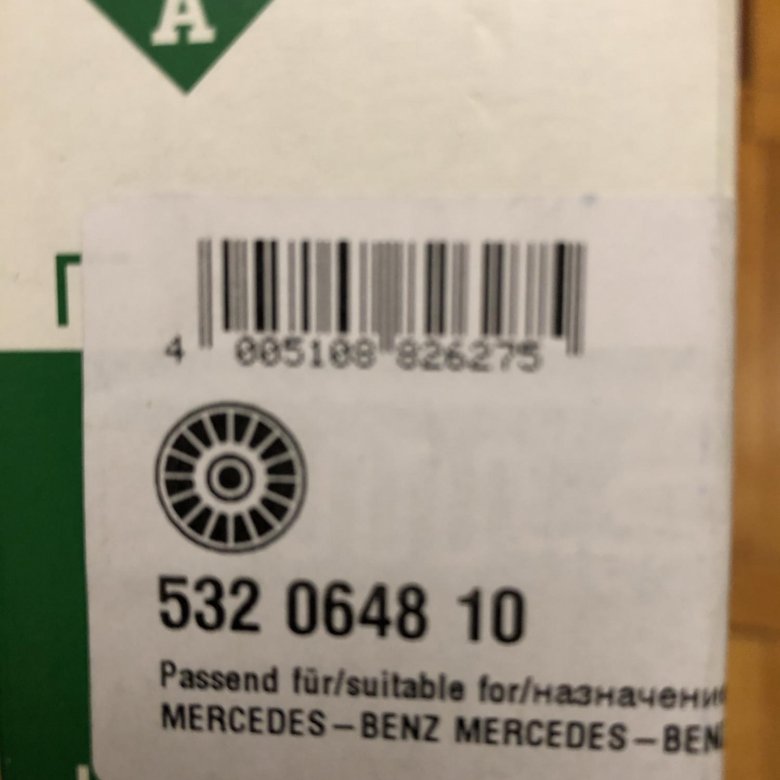 A
4 005108 826275
532 0648 10
Passend für/suitable for/назначени
MERCEDES-BENZ MERCEDES-BEN